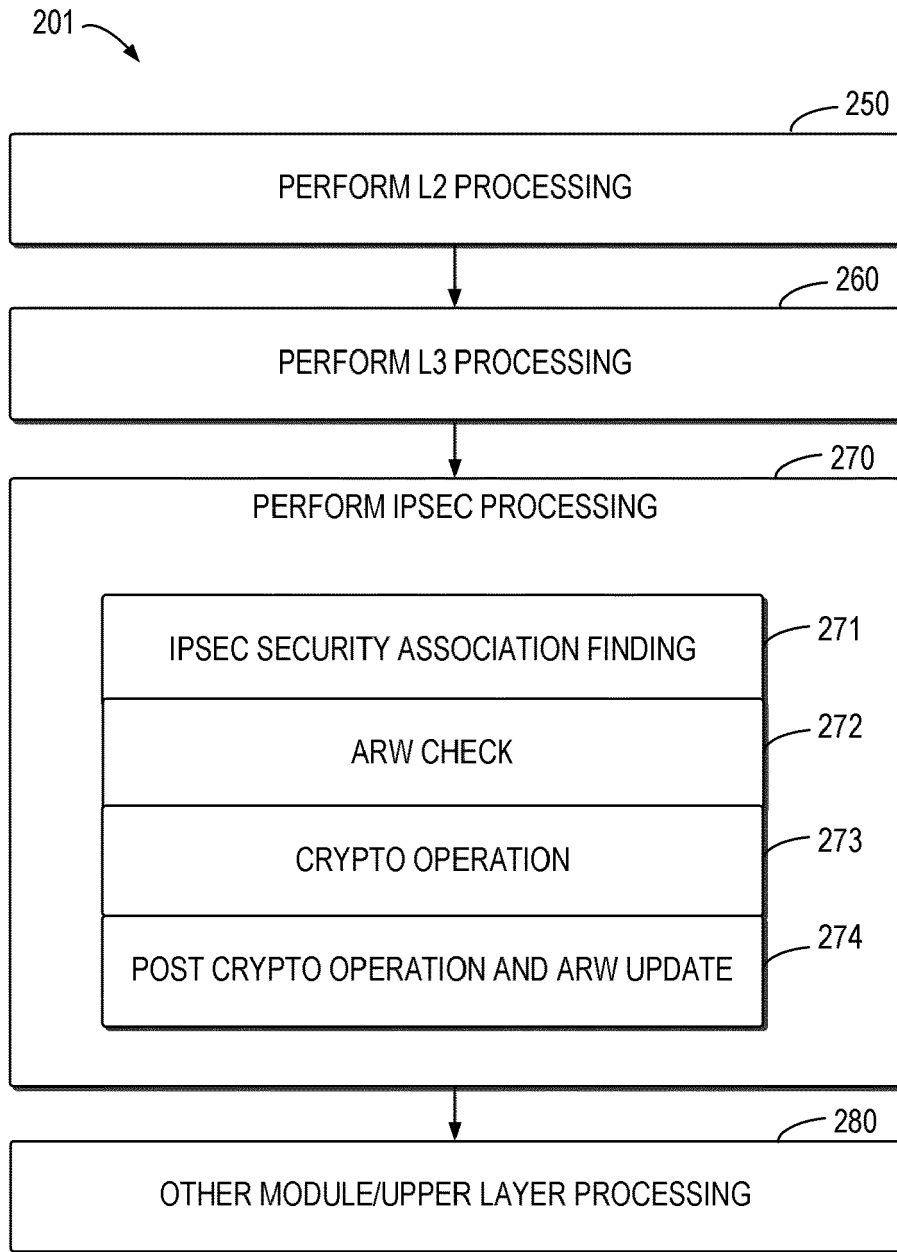 201
250
PERFORM L2 PROCESSING
260
PERFORM L3 PROCESSING
270
PERFORM IPSEC PROCESSING
IPSEC SECURITY ASSOCIATION FINDING
271
ARW CHECK
272
CRYPTO OPERATION
273
POST CRYPTO OPERATION AND ARW UPDATE
274
280
OTHER MODULE/UPPER LAYER PROCESSING